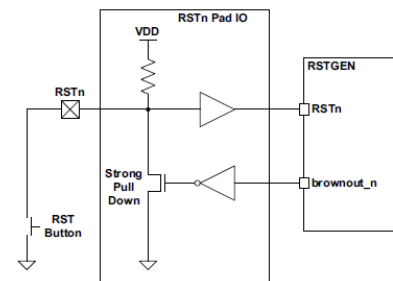 RSTn Pad IO
VDD
RSTGEN
RSTn
RSTn
Strong
Pull
Down
brownout_n
RST
Button